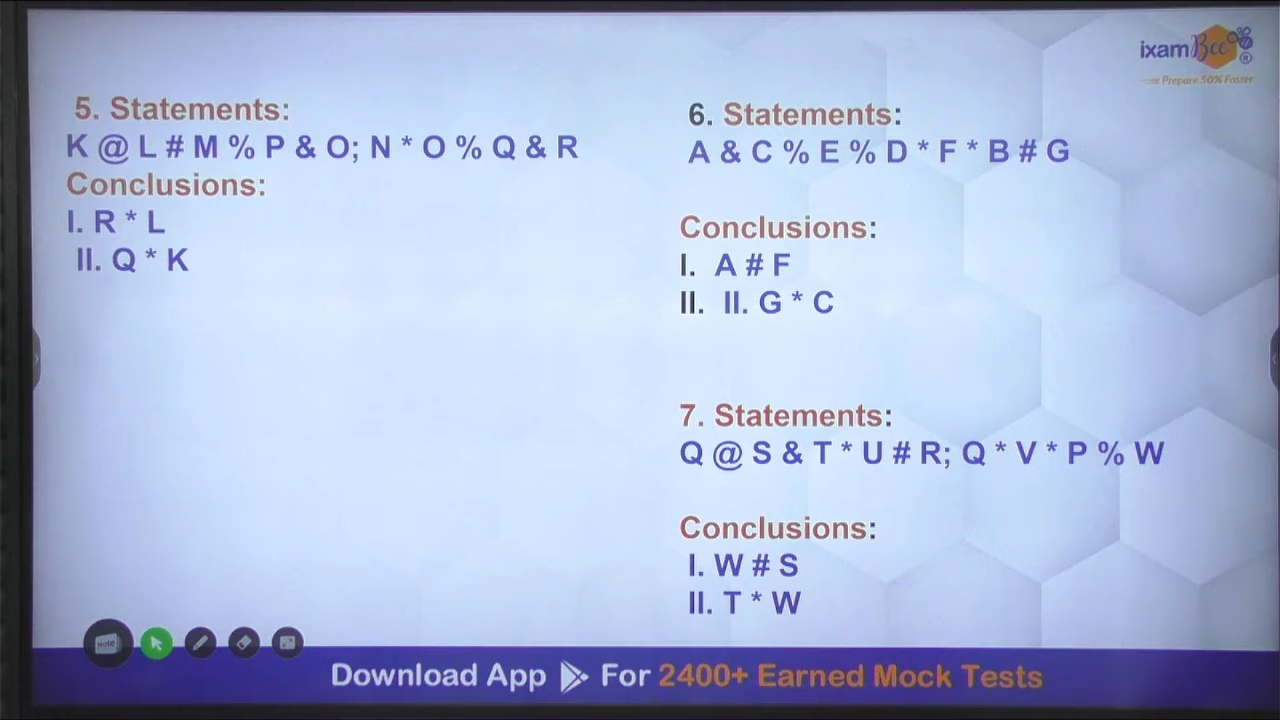 ixamBee
Prepare 50% Faster
5. Statements:
K @ L # M % P & O; N * O % Q & R
Conclusions:
I. R * L
II. Q * K
6. Statements:
A & C % E % D * F * B # G
Conclusions:
I. A # F
II. II. G * C
7. Statements:
Q @ S & T * U # R; Q * V * P % W
Conclusions:
I. W # S
II. T * W
Download App For 2400+ Earned Mock Tests